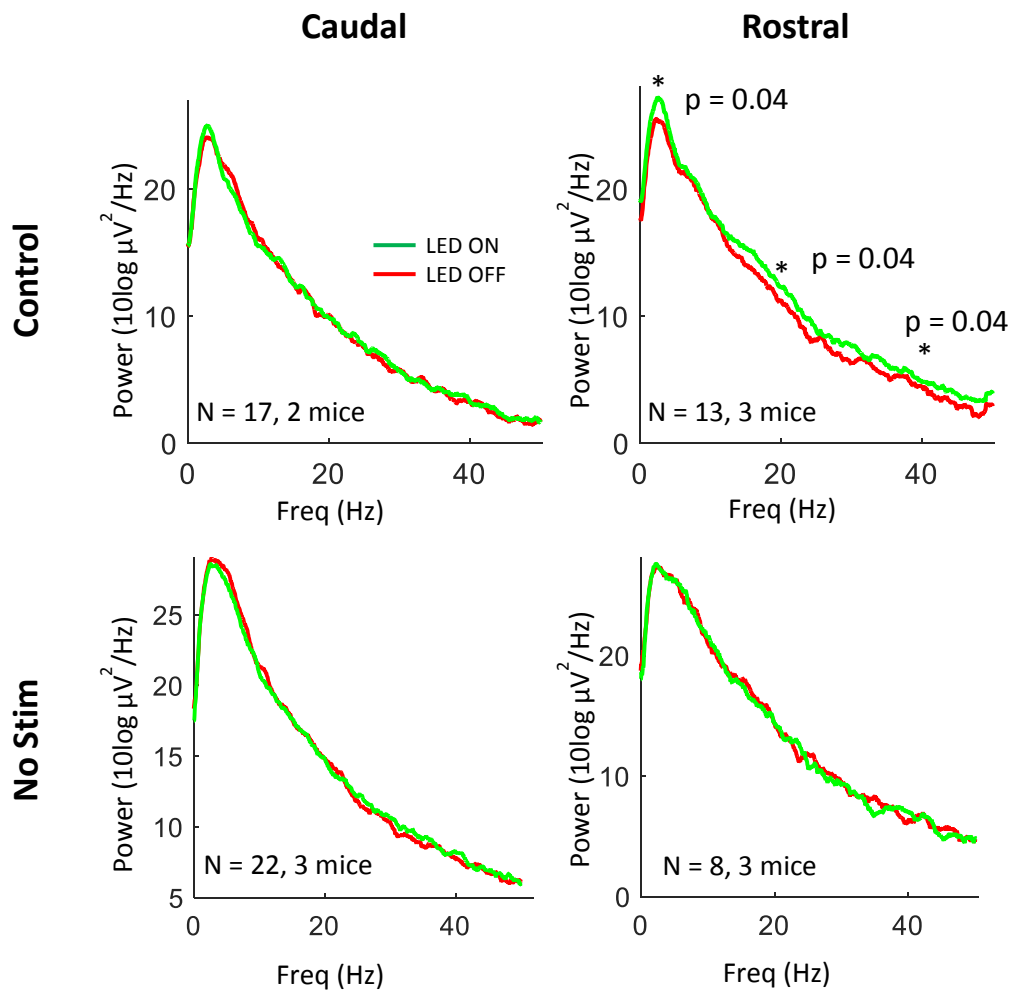 Caudal
Rostral
Control
Power (10log µV²/Hz)
20
10
0
LED ON
LED OFF
N = 17, 2 mice
0 20 40
Freq (Hz)
Power (10log µV²/Hz)
20
10
0
*
p = 0.04
*
p = 0.04
p = 0.04
*
N = 13, 3 mice
0 20 40
Freq (Hz)
No Stim
Power (10log µV²/Hz)
25
20
15
10
5
N = 22, 3 mice
0 20 40
Freq (Hz)
Power (10log µV²/Hz)
20
10
0
N = 8, 3 mice
0 20 40
Freq (Hz)